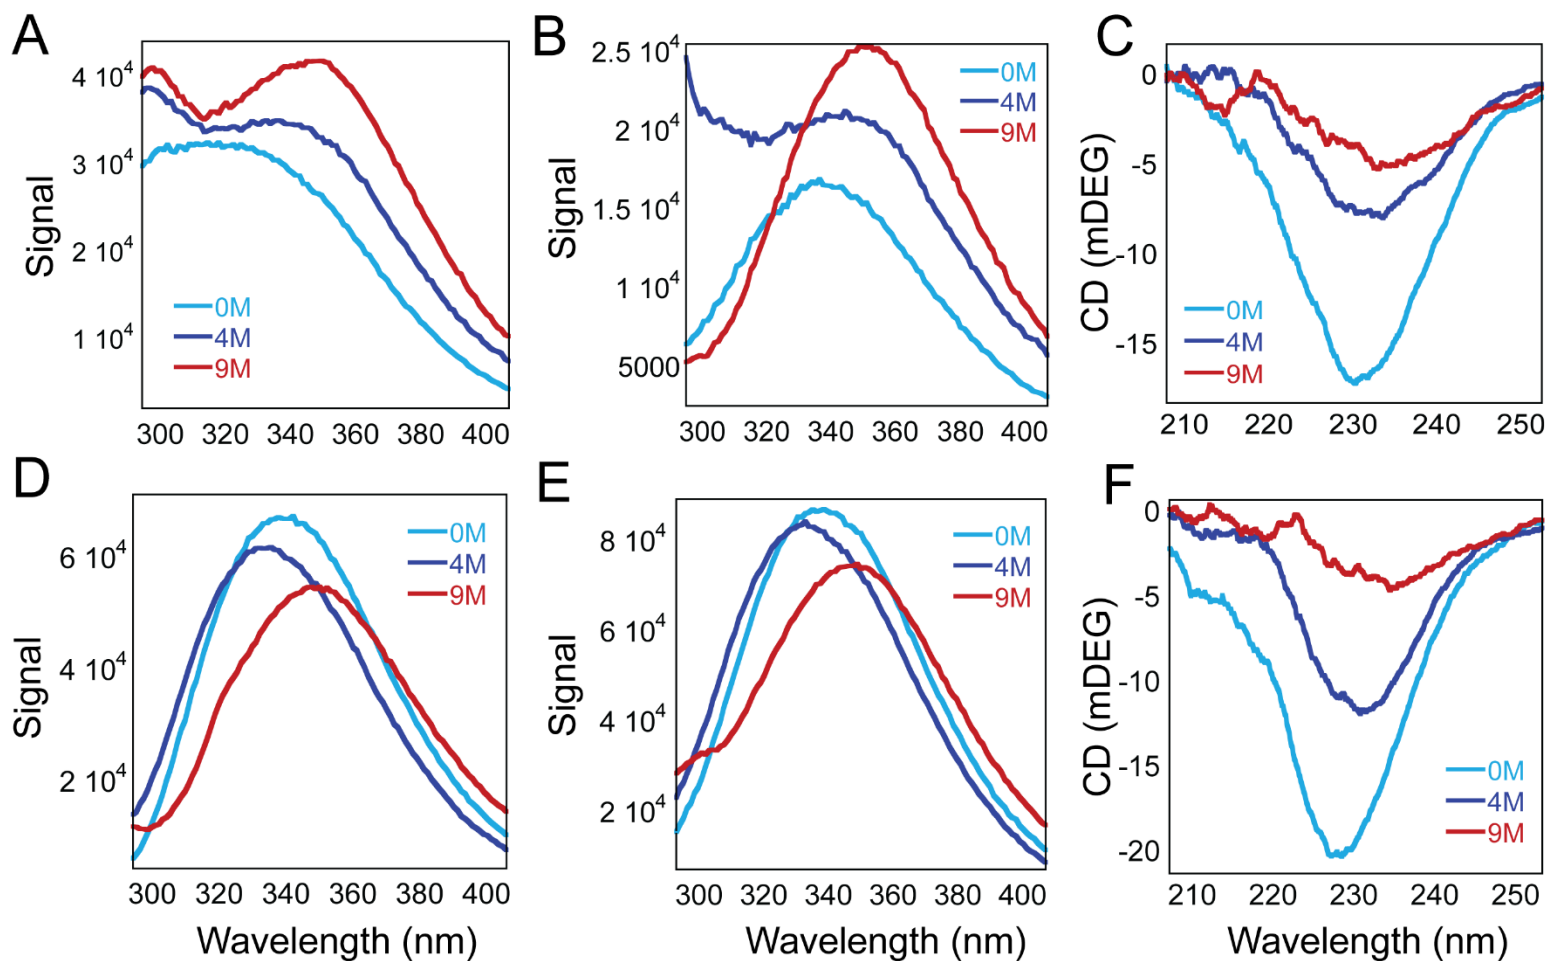 A
4 10⁴
3 10⁴
2 10⁴
1 10⁴
Signal
0M
4M
9M
300 320 340 360 380 400
B
2.5 10⁴
2 10⁴
1.5 10⁴
1 10⁴
5000
Signal
0M
4M
9M
300 320 340 360 380 400
C
0
-5
-10
-15
CD (mDEG)
0M
4M
9M
210 220 230 240 250
D
6 10⁴
4 10⁴
2 10⁴
Signal
0M
4M
9M
300 320 340 360 380 400
Wavelength (nm)
E
8 10⁴
6 10⁴
4 10⁴
2 10⁴
Signal
0M
4M
9M
300 320 340 360 380 400
Wavelength (nm)
F
0
-5
-10
-15
-20
CD (mDEG)
0M
4M
9M
210 220 230 240 250
Wavelength (nm)